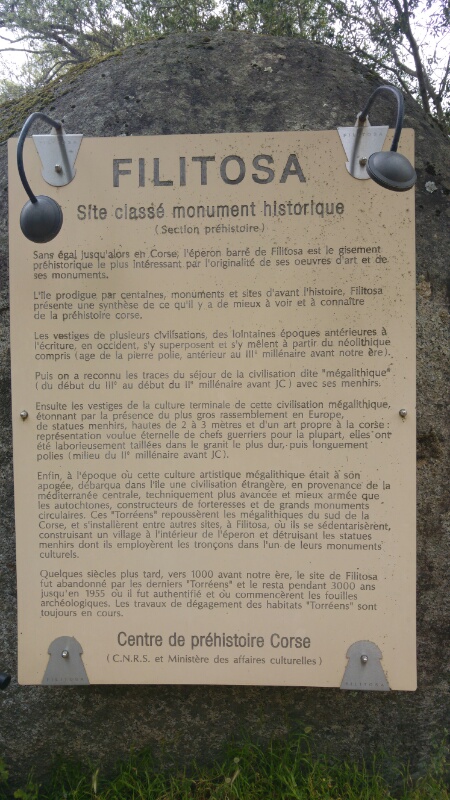 FILITOSA
Site classé monument historique
(Section préhistoire)
Sans égal jusqu'alors en Corse, l'éperon barré de Filitosa est le gisement
préhistorique le plus intéressant par l'originalité de ses oeuvres d'art et de
ses monuments.
L'île prodigue par centaines, monuments et sites d'avant l'histoire, Filitosa
présente une synthèse de ce qu'il y a de mieux à voir et à connaître
de la préhistoire corse.
Les vestiges de plusieurs civilisations, des lointaines époques antérieures à
l'écriture, en occident, s'y superposent et s'y mêlent à partir du néolithique
compris (age de la pierre polie, antérieur au III° millénaire avant notre ère).
Puis on a reconnu les traces du séjour de la civilisation dite "mégalithique"
(du début du III° au début du II° millénaire avant JC) avec ses menhirs.
Ensuite les vestiges de la culture terminale de cette civilisation mégalithique,
étonnant par la présence du plus gros rassemblement en Europe,
de statues menhirs, hautes de 2 à 3 mètres et d'un art propre à la corse :
représentation voulue éternelle de chefs guerriers pour la plupart, elles ont
été laborieusement taillées dans le granit le plus dur, puis longuement
polies (milieu du II° millénaire avant JC).
Enfin, à l'époque où cette culture artistique mégalithique était à son
apogée, débarqua dans l'île une civilisation étrangère, en provenance de la
méditerranée centrale, techniquement plus avancée et mieux armée que
les autochtones, constructeurs de forteresses et de grands monuments
circulaires. Ces "Torréens" repoussèrent les mégalithiques du sud de la
Corse, et s'installèrent entre autres sites, à Filitosa, où ils se sédentarisèrent,
construisant un village à l'intérieur de l'éperon et détruisant les statues
menhirs dont ils employèrent les tronçons dans l'un de leurs monuments
culturels.
Quelques siècles plus tard, vers 1000 avant notre ère, le site de Filitosa
fut abandonné par les derniers "Torréens" et le resta pendant 3000 ans
jusqu'en 1955 où il fut authentifié et où commencèrent les fouilles
archéologiques. Les travaux de dégagement des habitats "Torréens" sont
toujours en cours.
Centre de préhistoire Corse
(C.N.R.S. et Ministère des affaires culturelles)
FILITOSA
FILITOSA